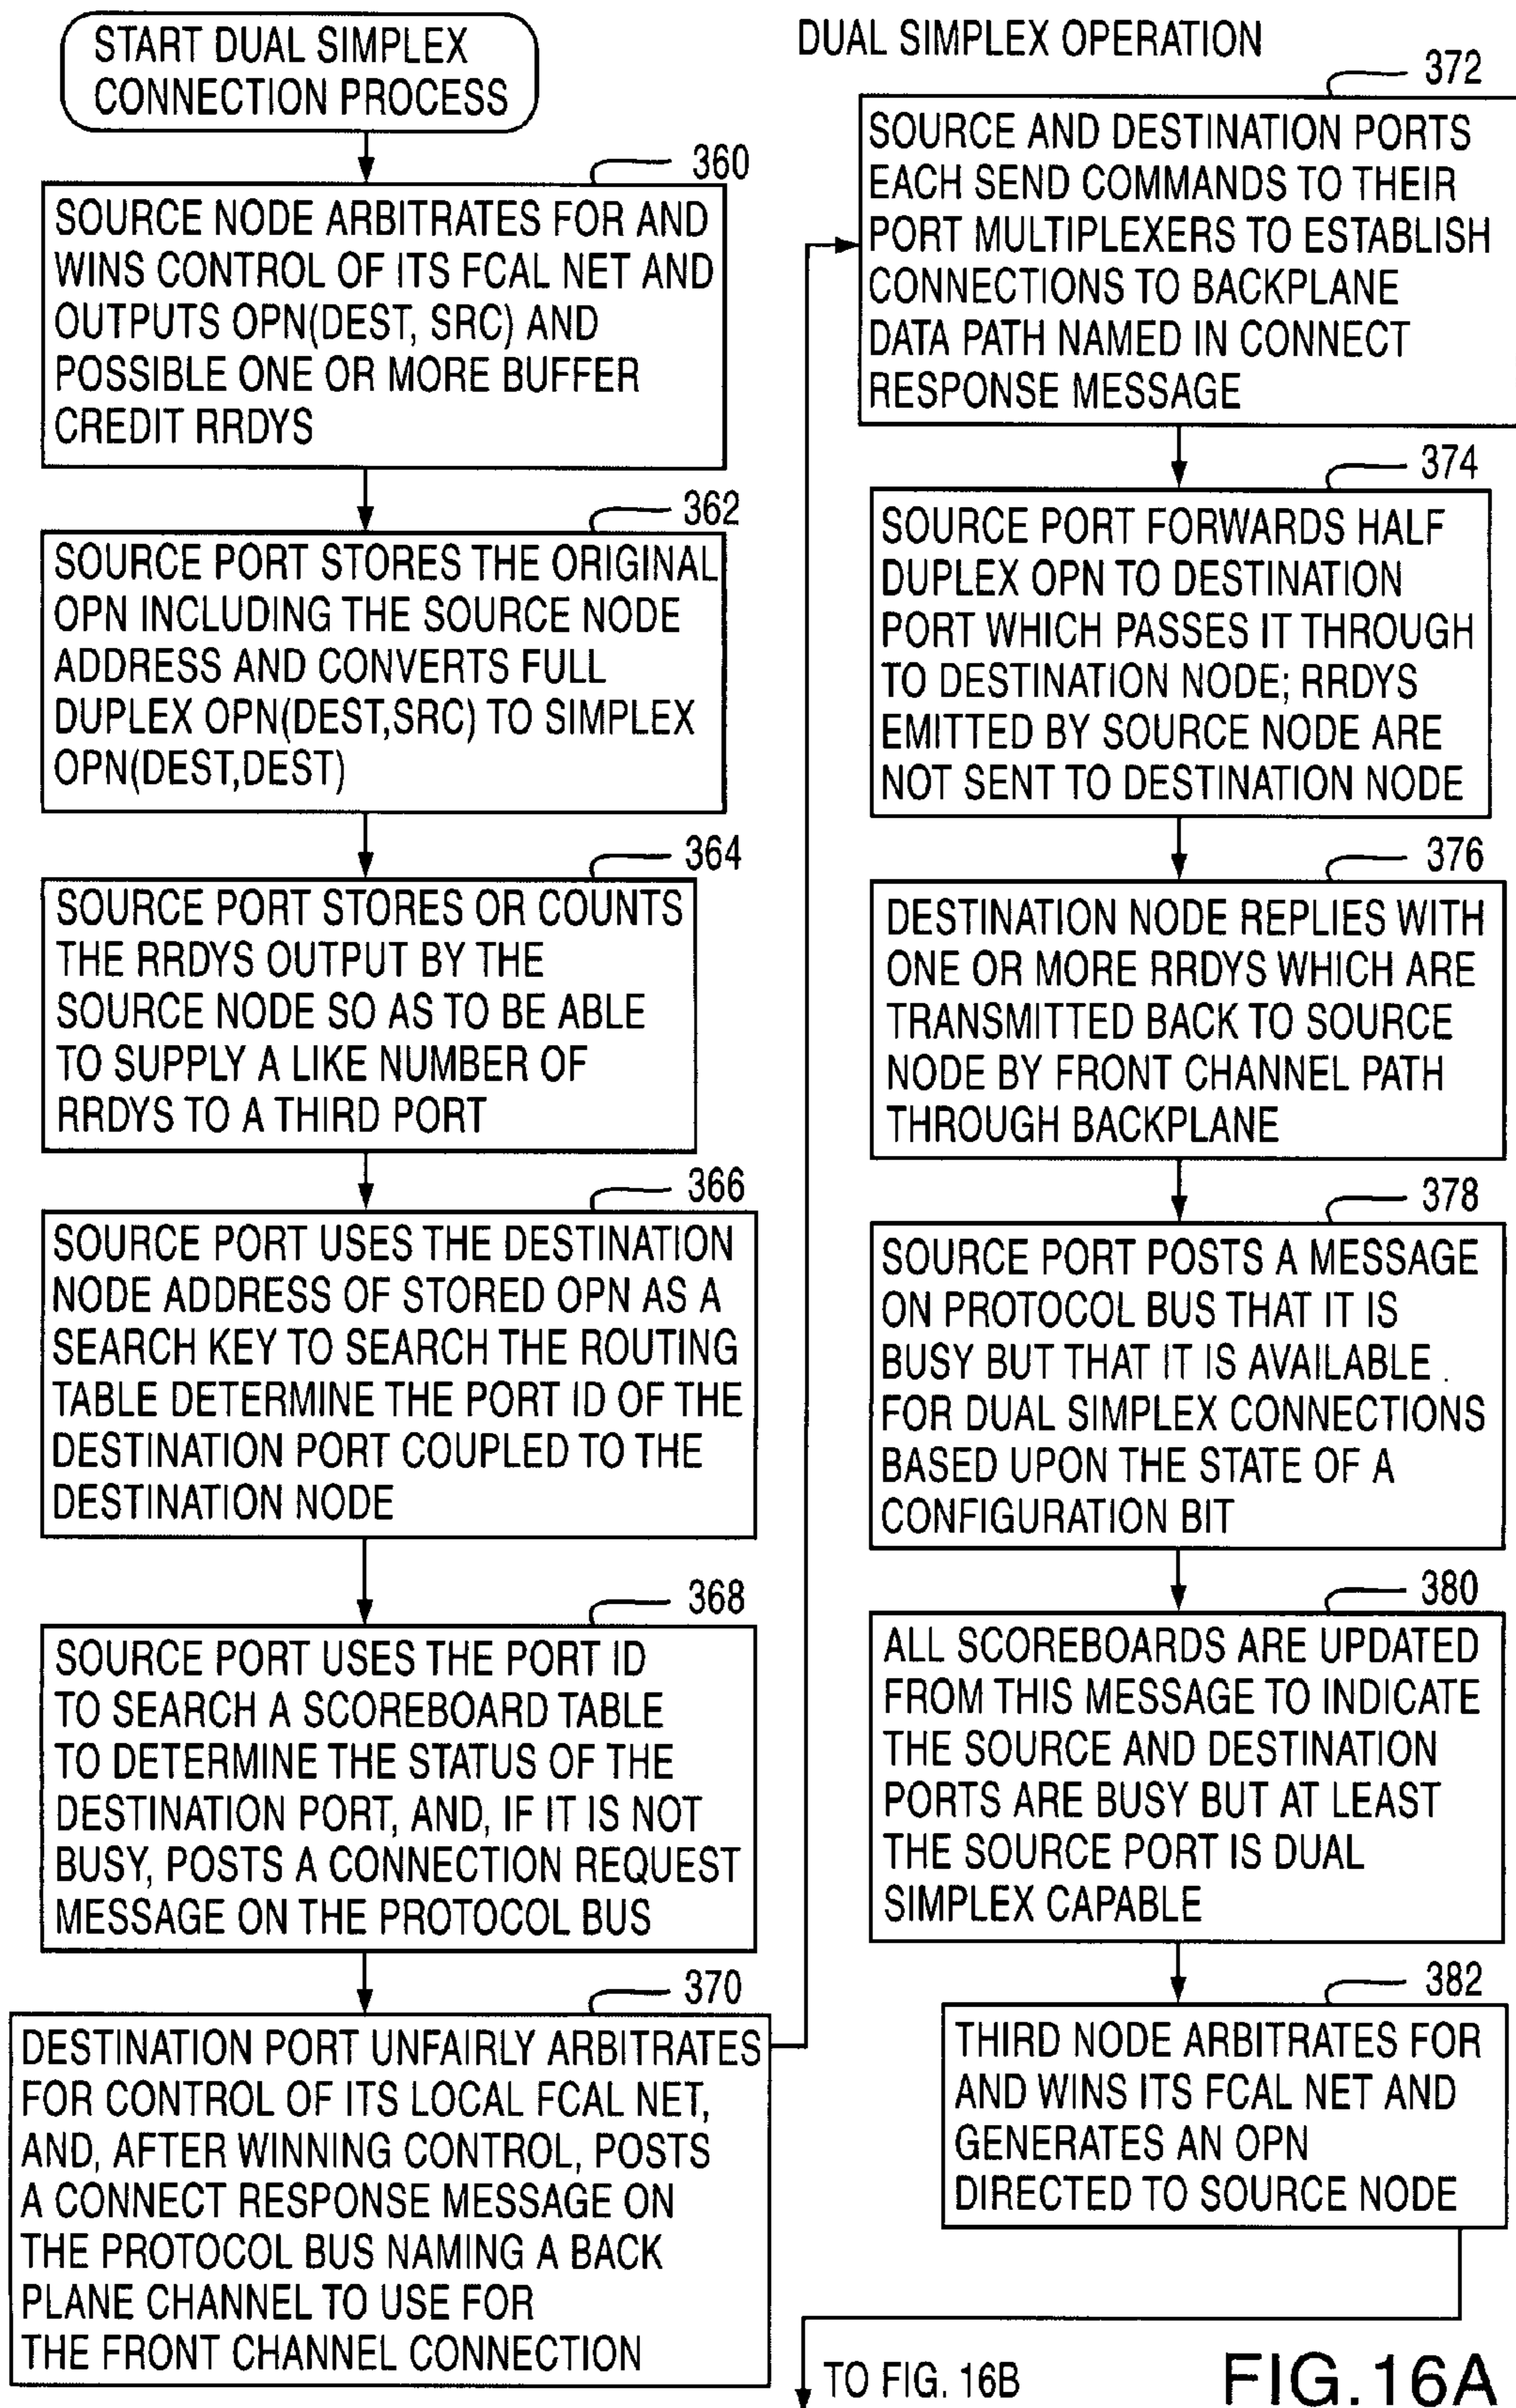 START DUAL SIMPLEX
CONNECTION PROCESS
360
SOURCE NODE ARBITRATES FOR AND
WINS CONTROL OF ITS FCAL NET AND
OUTPUTS OPN(DEST, SRC) AND
POSSIBLE ONE OR MORE BUFFER
CREDIT RRDYS
362
SOURCE PORT STORES THE ORIGINAL
OPN INCLUDING THE SOURCE NODE
ADDRESS AND CONVERTS FULL
DUPLEX OPN(DEST,SRC) TO SIMPLEX
OPN(DEST,DEST)
364
SOURCE PORT STORES OR COUNTS
THE RRDYS OUTPUT BY THE
SOURCE NODE SO AS TO BE ABLE
TO SUPPLY A LIKE NUMBER OF
RRDYS TO A THIRD PORT
366
SOURCE PORT USES THE DESTINATION
NODE ADDRESS OF STORED OPN AS A
SEARCH KEY TO SEARCH THE ROUTING
TABLE DETERMINE THE PORT ID OF THE
DESTINATION PORT COUPLED TO THE
DESTINATION NODE
368
SOURCE PORT USES THE PORT ID
TO SEARCH A SCOREBOARD TABLE
TO DETERMINE THE STATUS OF THE
DESTINATION PORT, AND, IF IT IS NOT
BUSY, POSTS A CONNECTION REQUEST
MESSAGE ON THE PROTOCOL BUS
370
DESTINATION PORT UNFAIRLY ARBITRATES
FOR CONTROL OF ITS LOCAL FCAL NET,
AND, AFTER WINNING CONTROL, POSTS
A CONNECT RESPONSE MESSAGE ON
THE PROTOCOL BUS NAMING A BACK
PLANE CHANNEL TO USE FOR
THE FRONT CHANNEL CONNECTION
DUAL SIMPLEX OPERATION
372
SOURCE AND DESTINATION PORTS
EACH SEND COMMANDS TO THEIR
PORT MULTIPLEXERS TO ESTABLISH
CONNECTIONS TO BACKPLANE
DATA PATH NAMED IN CONNECT
RESPONSE MESSAGE
374
SOURCE PORT FORWARDS HALF
DUPLEX OPN TO DESTINATION
PORT WHICH PASSES IT THROUGH
TO DESTINATION NODE; RRDYS
EMITTED BY SOURCE NODE ARE
NOT SENT TO DESTINATION NODE
376
DESTINATION NODE REPLIES WITH
ONE OR MORE RRDYS WHICH ARE
TRANSMITTED BACK TO SOURCE
NODE BY FRONT CHANNEL PATH
THROUGH BACKPLANE
378
SOURCE PORT POSTS A MESSAGE
ON PROTOCOL BUS THAT IT IS
BUSY BUT THAT IT IS AVAILABLE .
FOR DUAL SIMPLEX CONNECTIONS
BASED UPON THE STATE OF A
CONFIGURATION BIT
380
ALL SCOREBOARDS ARE UPDATED
FROM THIS MESSAGE TO INDICATE
THE SOURCE AND DESTINATION
PORTS ARE BUSY BUT AT LEAST
THE SOURCE PORT IS DUAL
SIMPLEX CAPABLE
382
THIRD NODE ARBITRATES FOR
AND WINS ITS FCAL NET AND
GENERATES AN OPN
DIRECTED TO SOURCE NODE
TO FIG. 16B
FIG.16A